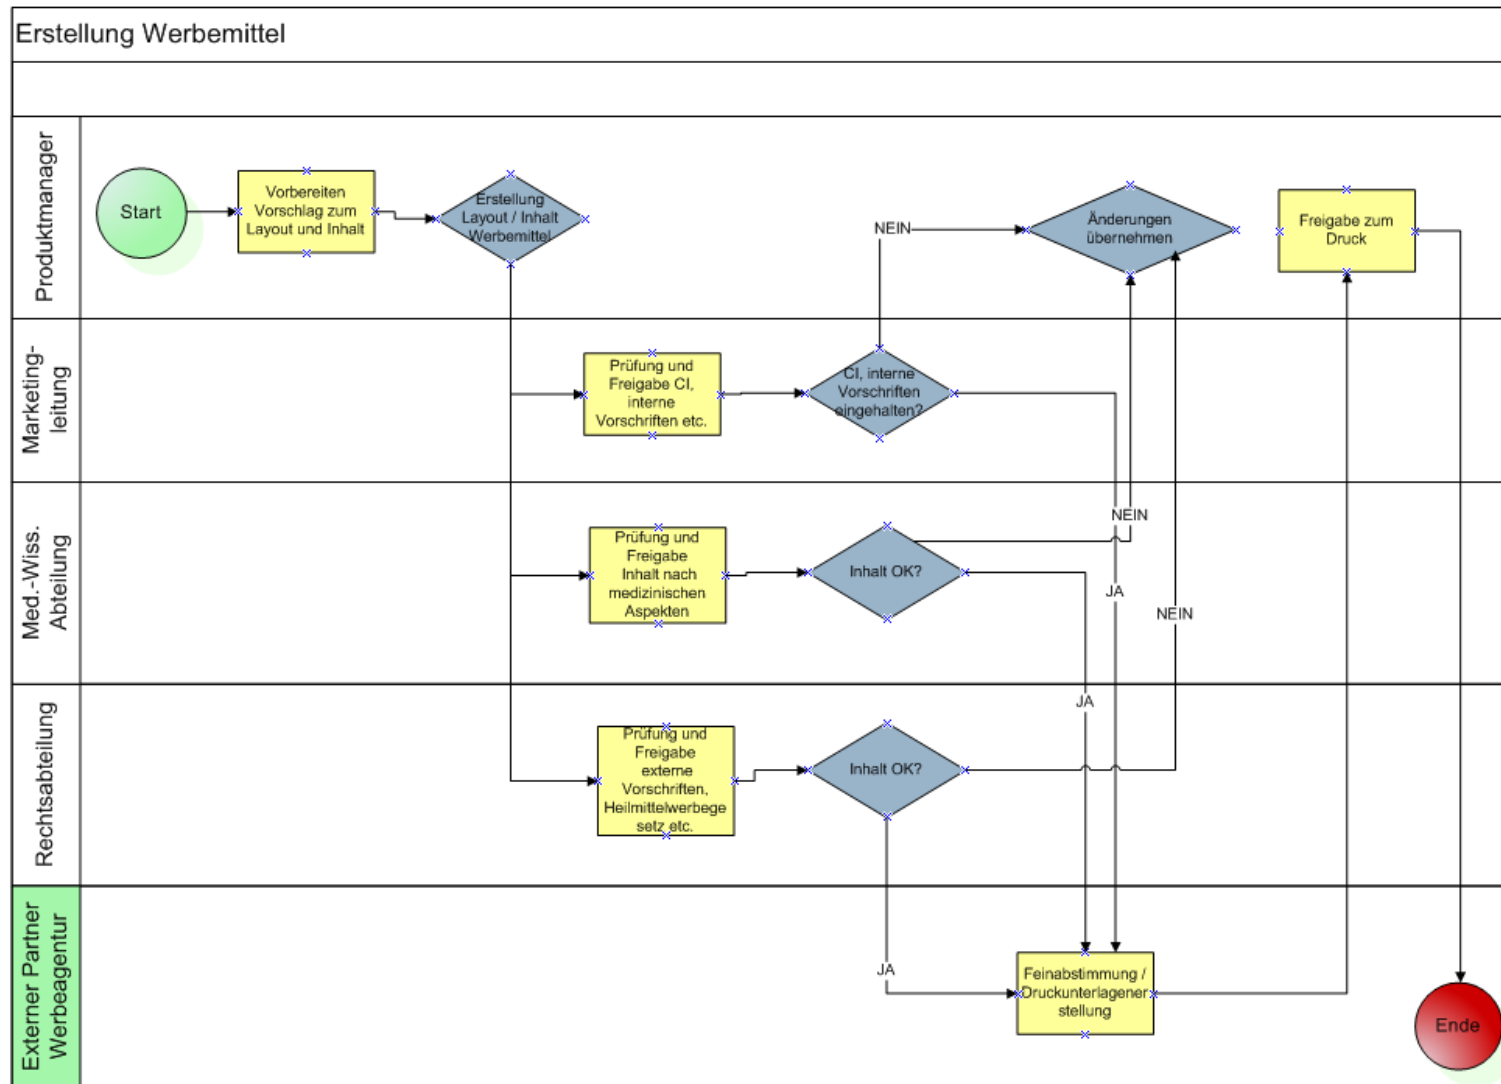 Erstellung Werbemittel
Produktmanager
Start
Vorbereiten
Vorschlag zum
Layout und Inhalt
Erstellung
Layout / Inhalt
Werbemittel
NEIN
Änderungen
übernehmen
Freigabe zum
Druck
Marketing-
leitung
Prüfung und
Freigabe CI,
interne
Vorschriften etc.
CI, interne
Vorschriften
eingehalten?
Med.-Wiss.
Abteilung
Prüfung und
Freigabe
Inhalt nach
medizinischen
Aspekten
Inhalt OK?
NEIN
JA
NEIN
JA
Rechtsabteilung
Prüfung und
Freigabe
externe
Vorschriften,
Heilmittelwerbege
setz etc.
Inhalt OK?
JA
Externer Partner
Werbeagentur
Feinabstimmung /
Druckunterlagener
stellung
Ende